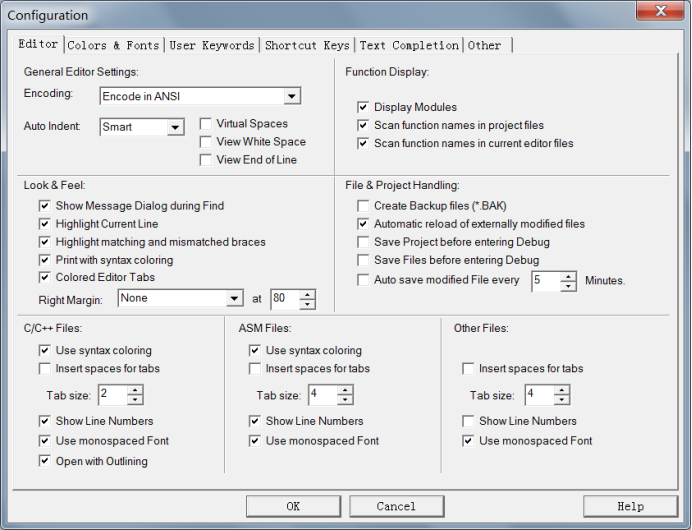 Configuration
Editor
Colors & Fonts
User Keywords
Shortcut Keys
Text Completion
Other
General Editor Settings:
Encoding:
Encode in ANSI
Auto Indent:
Smart
Virtual Spaces
View White Space
View End of Line
Function Display:
Display Modules
Scan function names in project files
Scan function names in current editor files
Look & Feel:
Show Message Dialog during Find
Highlight Current Line
Highlight matching and mismatched braces
Print with syntax coloring
Colored Editor Tabs
Right Margin:
None
at
80
File & Project Handling:
Create Backup files (*.BAK)
Automatic reload of externally modified files
Save Project before entering Debug
Save Files before entering Debug
Auto save modified File every
5
Minutes.
C/C++ Files:
Use syntax coloring
Insert spaces for tabs
Tab size:
2
Show Line Numbers
Use monospaced Font
Open with Outlining
ASM Files:
Use syntax coloring
Insert spaces for tabs
Tab size:
4
Show Line Numbers
Use monospaced Font
Other Files:
Insert spaces for tabs
Tab size:
4
Show Line Numbers
Use monospaced Font
OK
Cancel
Help